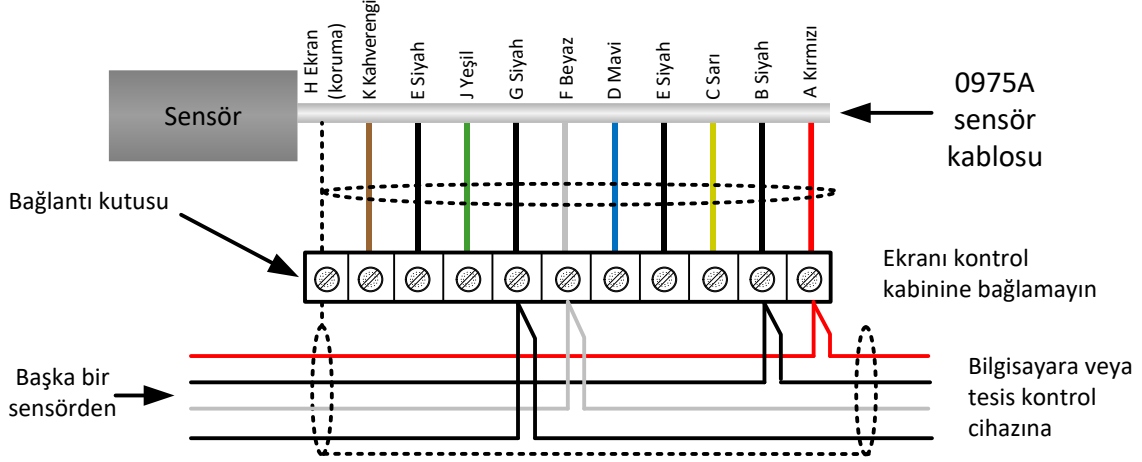 H Ekran
(koruma)
K Kahverengi
E Siyah
J Yeşil
G Siyah
F Beyaz
D Mavi
E Siyah
C Sarı
B Siyah
A Kırmızı
Sensör
0975A
sensör
kablosu
Bağlantı kutusu
Ekranı kontrol
kabinine bağlamayın
Başka bir
sensörden
Bilgisayara veya
tesis kontrol
cihazına